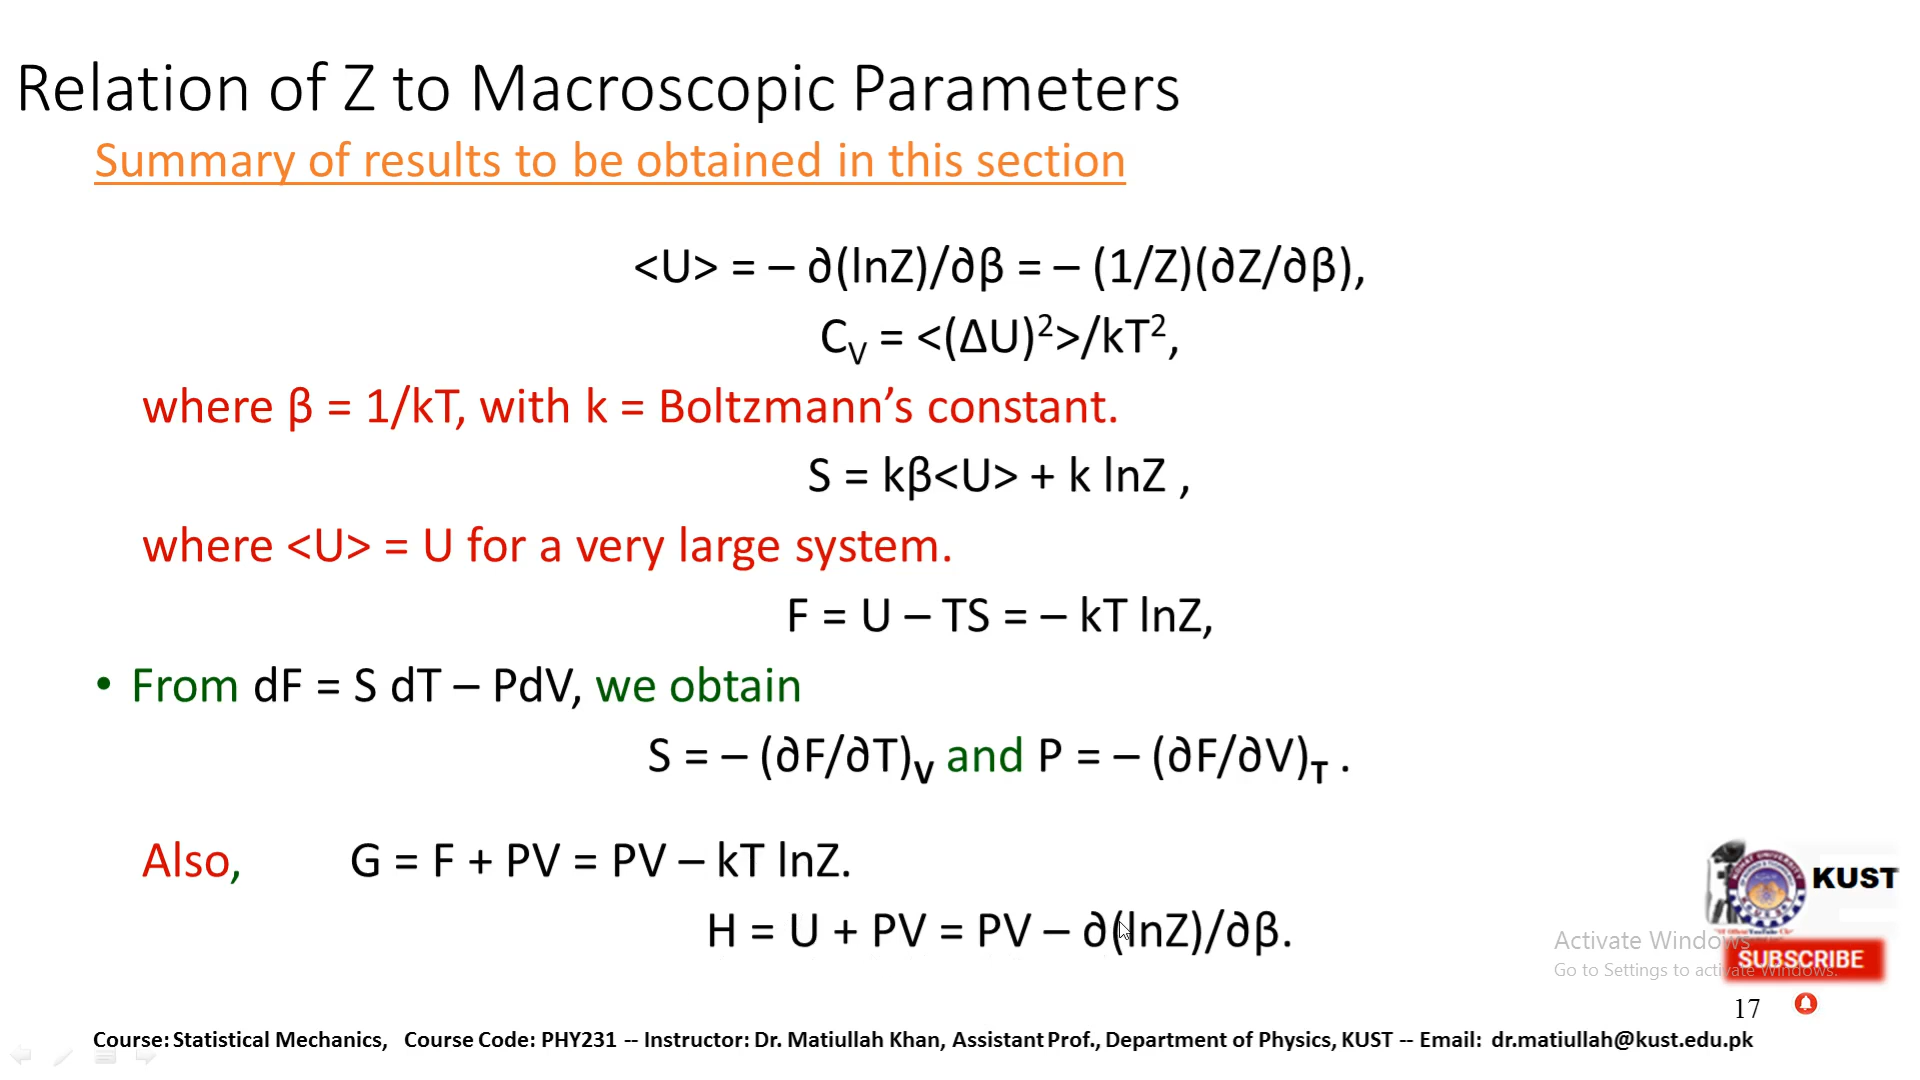 Relation of Z to Macroscopic Parameters
Summary of results to be obtained in this section
<U> = – ∂(lnZ)/∂β = – (1/Z)(∂Z/∂β),
C_V = <(ΔU)²>/kT²,
where β = 1/kT, with k = Boltzmann’s constant.
S = kβ<U> + k lnZ ,
where <U> = U for a very large system.
F = U – TS = – kT lnZ,
• From dF = S dT – PdV, we obtain
S = – (∂F/∂T)_V and P = – (∂F/∂V)_T .
Also, G = F + PV = PV – kT lnZ.
H = U + PV = PV – ∂(lnZ)/∂β.
KUST
Activate Windows
SUBSCRIBE
Go to Settings to activate Windows.
17
Course: Statistical Mechanics, Course Code: PHY231 -- Instructor: Dr. Matiullah Khan, Assistant Prof., Department of Physics, KUST -- Email: dr.matiullah@kust.edu.pk